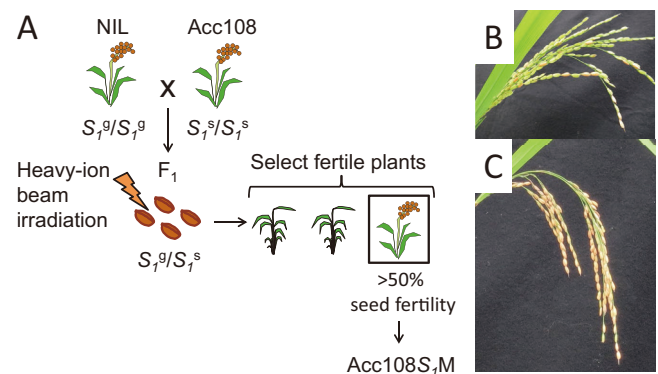 A
NIL
Acc108
X
S₁ᵍ/S₁ᵍ
S₁ˢ/S₁ˢ
Heavy-ion
beam
irradiation
F₁
S₁ᵍ/S₁ˢ
Select fertile plants
>50%
seed fertility
Acc108S₁M
B
C